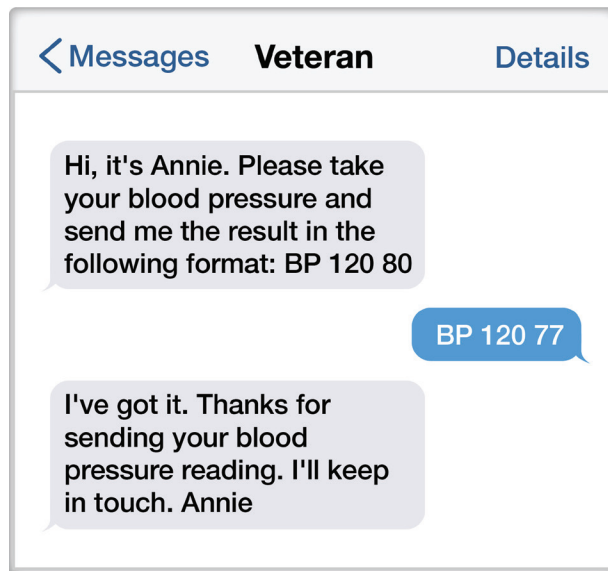 Messages Veteran Details
Hi, it's Annie. Please take
your blood pressure and
send me the result in the
following format: BP 120 80
BP 120 77
I've got it. Thanks for
sending your blood
pressure reading. I'll keep
in touch. Annie